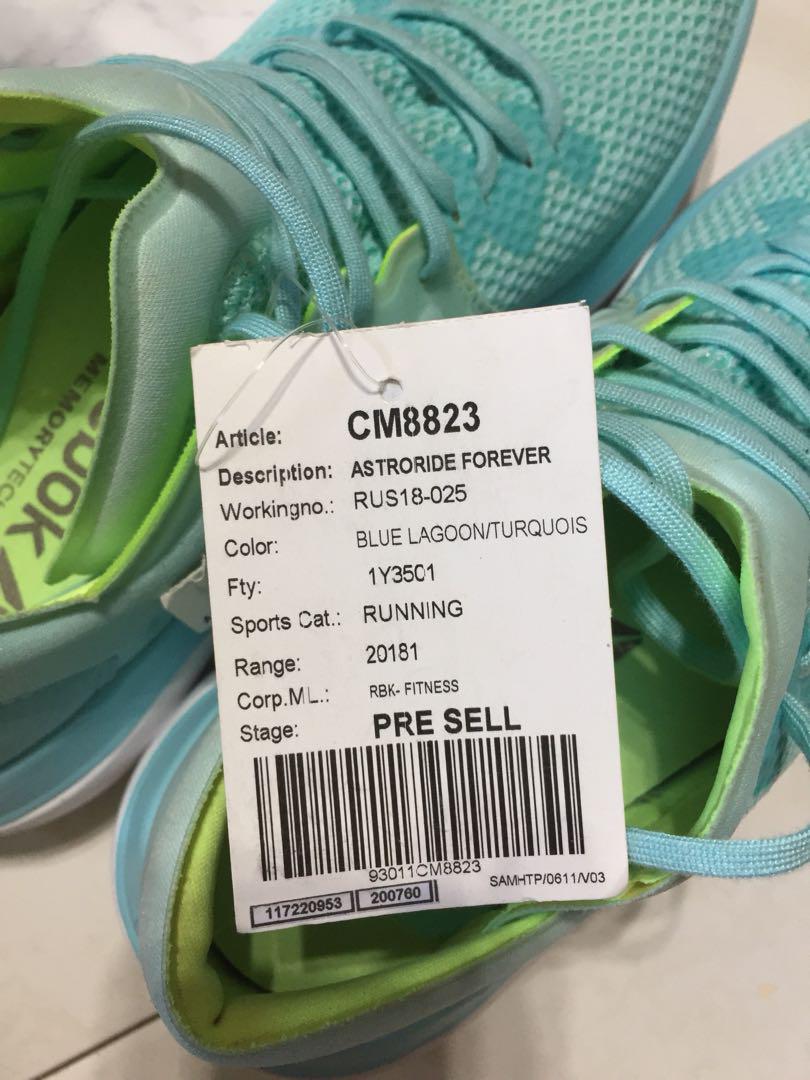 Article: CM8823
Description: ASTRORIDE FOREVER
Workingno.: RUS18-025
Color: BLUE LAGOON/TURQUOIS
Fty: 1Y3501
Sports Cat.: RUNNING
Range: 20181
Corp.ML.: RBK- FITNESS
Stage: PRE SELL
93011CM8823
SAMHTP/0611/V03
117220953 200760
MEMORYTECH